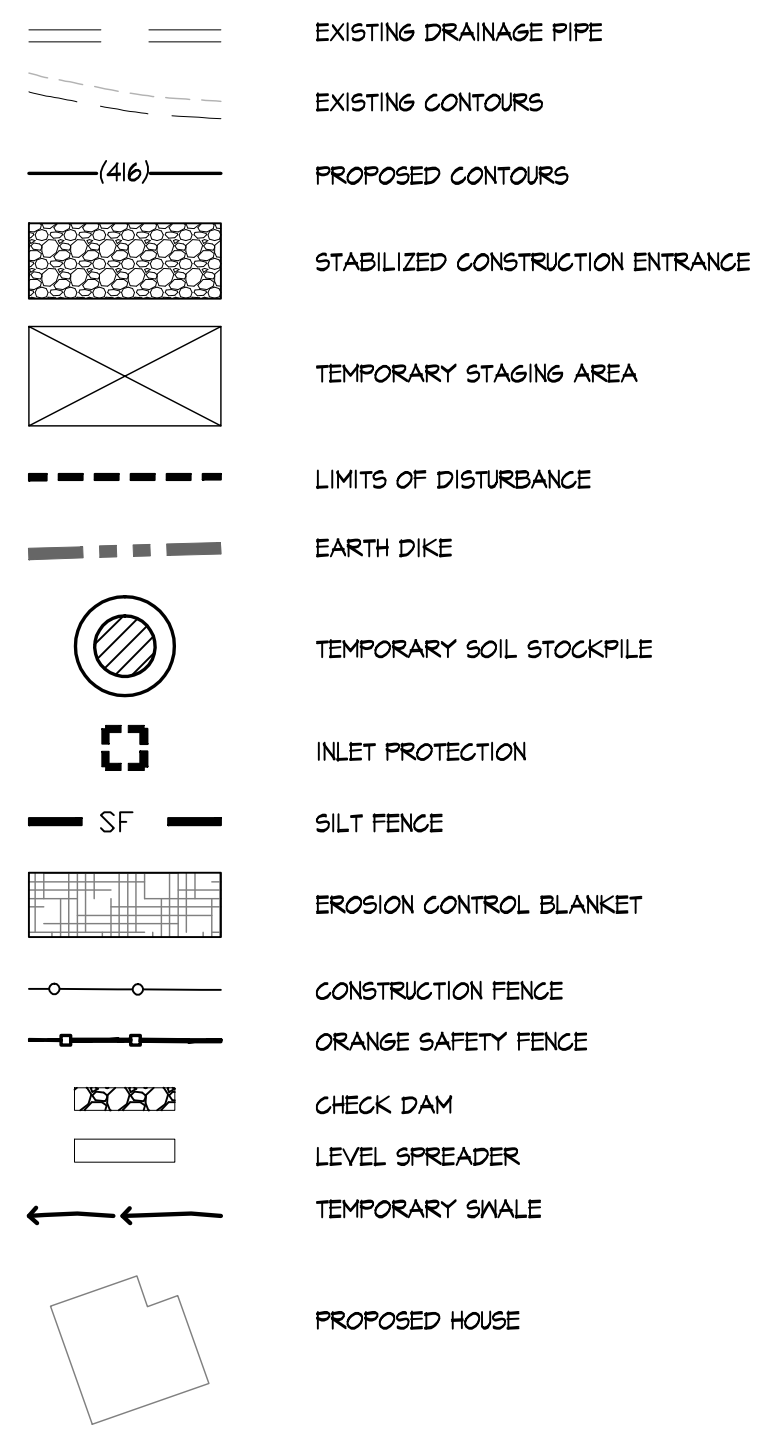 EXISTING DRAINAGE PIPE
EXISTING CONTOURS
(416) PROPOSED CONTOURS
STABILIZED CONSTRUCTION ENTRANCE
TEMPORARY STAGING AREA
LIMITS OF DISTURBANCE
EARTH DIKE
TEMPORARY SOIL STOCKPILE
INLET PROTECTION
SF SILT FENCE
EROSION CONTROL BLANKET
CONSTRUCTION FENCE
ORANGE SAFETY FENCE
CHECK DAM
LEVEL SPREADER
TEMPORARY SWALE
PROPOSED HOUSE